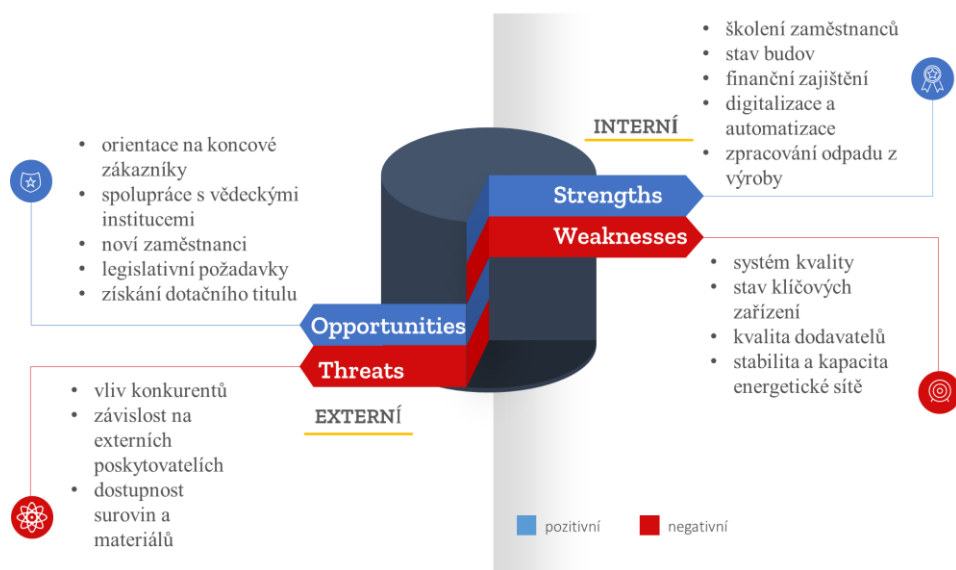 • školení zaměstnanců
• stav budov
• finanční zajištění
• digitalizace a
automatizace
• zpracování odpadu z
výroby
INTERNÍ
• orientace na koncové
zákazníky
• spolupráce s vědeckými
institucemi
• noví zaměstnanci
• legislativní požadavky
• získání dotačního titulu
Strengths
Weaknesses
• systém kvality
• stav klíčových
zařízení
• kvalita dodavatelů
• stabilita a kapacita
energetické sítě
Opportunities
Threats
EXTERNÍ
• vliv konkurentů
• závislost na
externích
poskytovatelích
• dostupnost
surovin a
materiálů
pozitivní
negativní